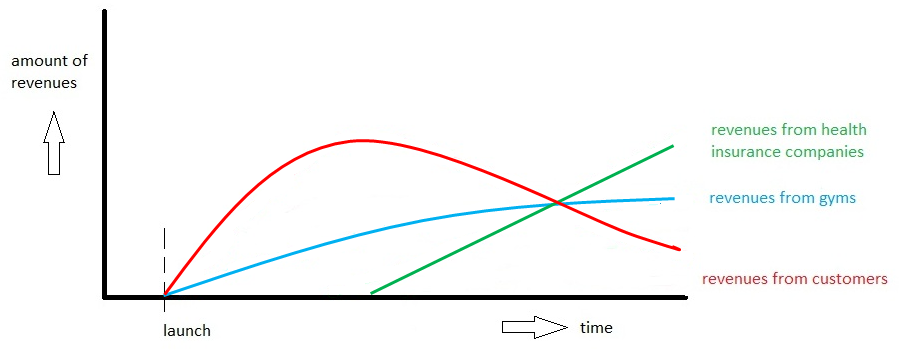 amount of
revenues
revenues from health
insurance companies
revenues from gyms
revenues from customers
launch
time